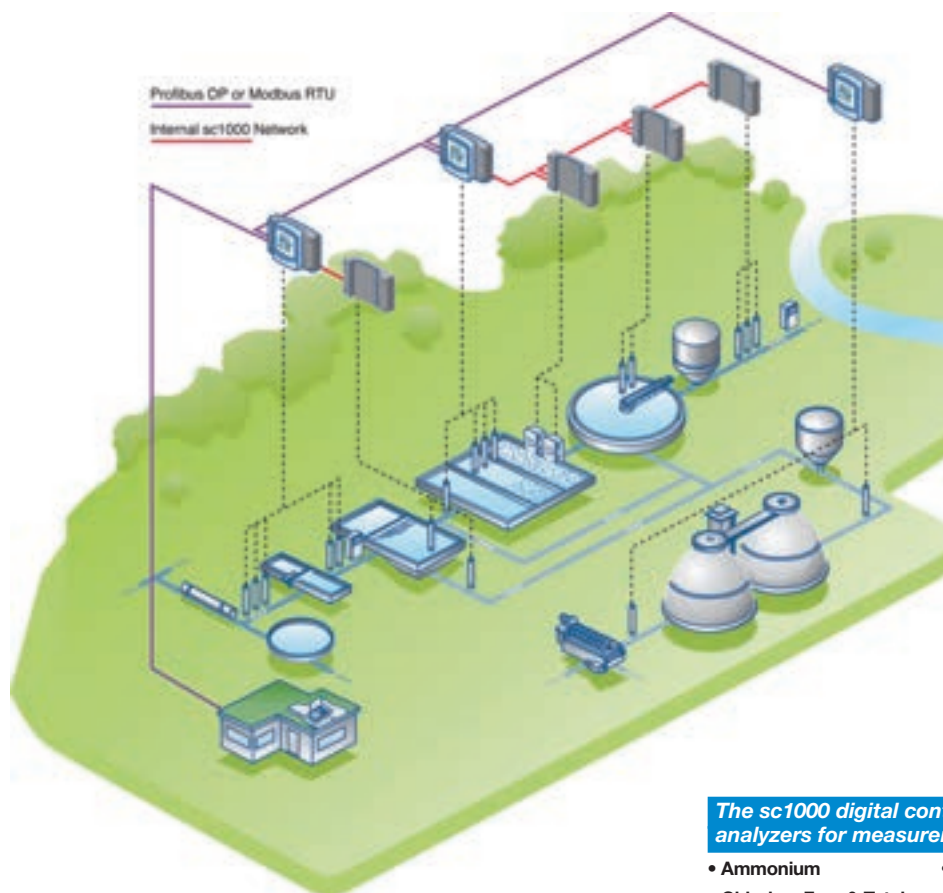 Profibus DP or Modbus RTU
Internal sc1000 Network
The sc1000 digital con
analyzers for measure
• Ammonium •